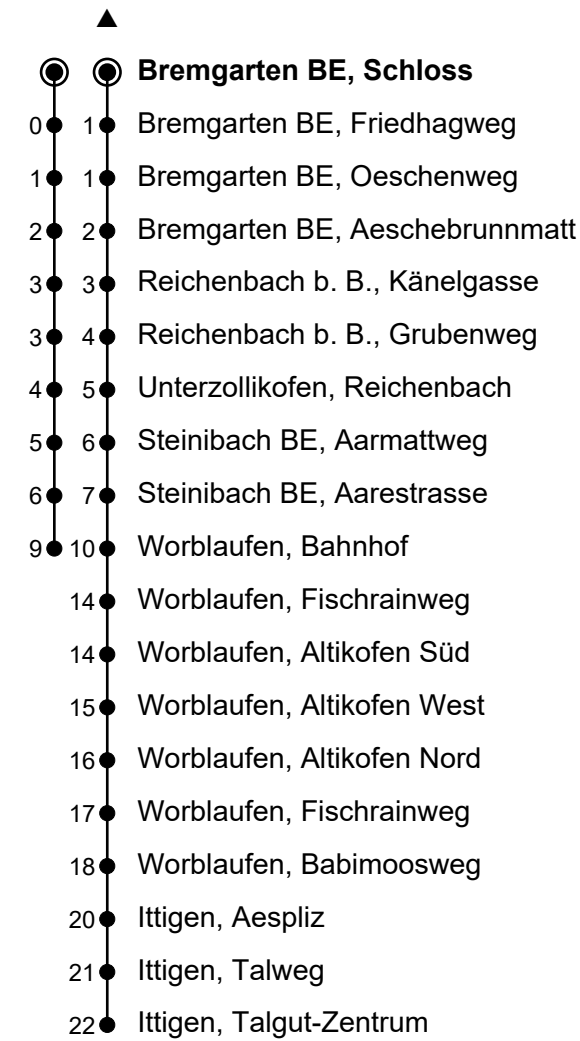 Bremgarten BE, Schloss
0 1 Bremgarten BE, Friedhagweg
1 1 Bremgarten BE, Oeschenweg
2 2 Bremgarten BE, Aeschebrunnmatt
3 3 Reichenbach b. B., Känelgasse
3 4 Reichenbach b. B., Grubenweg
4 5 Unterzollikofen, Reichenbach
5 6 Steinibach BE, Aarmattweg
6 7 Steinibach BE, Aarestrasse
9 10 Worblaufen, Bahnhof
14 Worblaufen, Fischrainweg
14 Worblaufen, Altikofen Süd
15 Worblaufen, Altikofen West
16 Worblaufen, Altikofen Nord
17 Worblaufen, Fischrainweg
18 Worblaufen, Babimoosweg
20 Ittigen, Aespliz
21 Ittigen, Talweg
22 Ittigen, Talgut-Zentrum